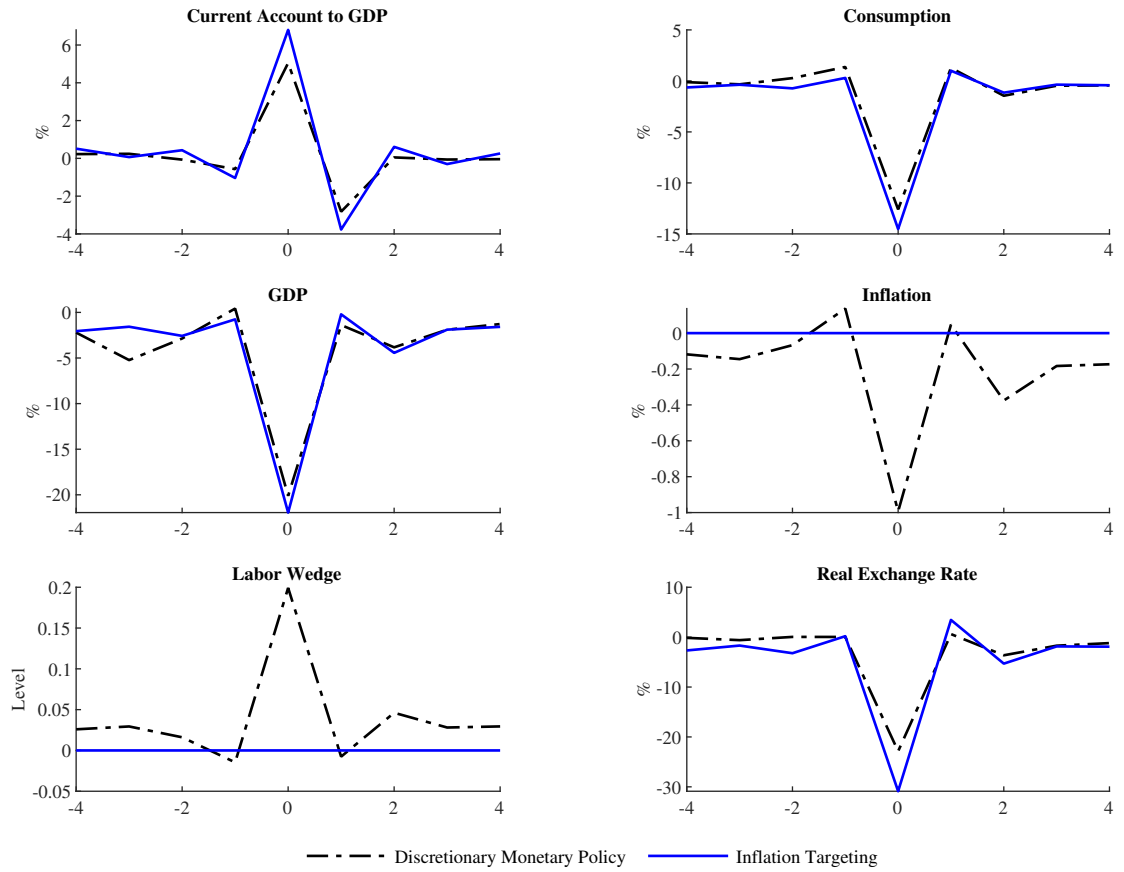 Current Account to GDP
6
4
2
0
-2
-4
%
-4 -2 0 2 4
Consumption
5
0
-5
-10
-15
%
-4 -2 0 2 4
GDP
0
-5
-10
-15
-20
%
-4 -2 0 2 4
Inflation
0
-0.2
-0.4
-0.6
-0.8
-1
%
-4 -2 0 2 4
Labor Wedge
0.2
0.15
0.1
0.05
0
-0.05
Level
-4 -2 0 2 4
Real Exchange Rate
10
0
-10
-20
-30
%
-4 -2 0 2 4
Discretionary Monetary Policy Inflation Targeting